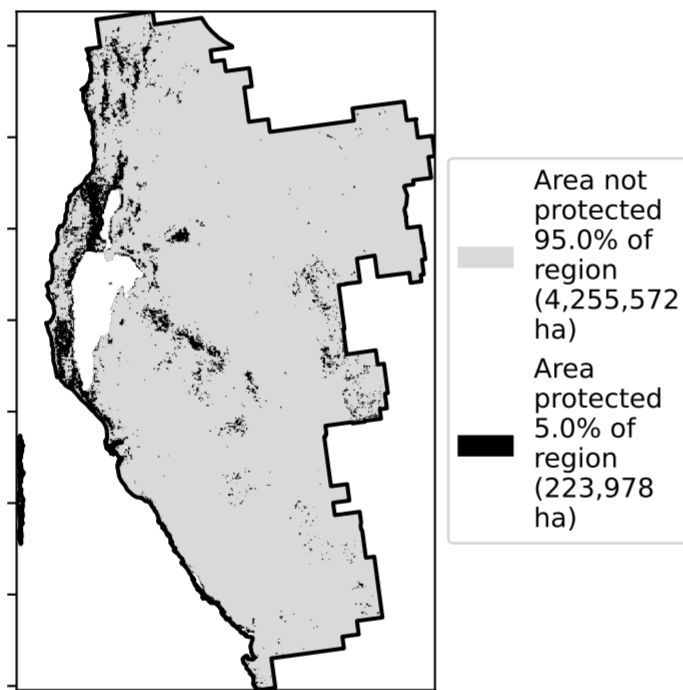 Area not
protected
95.0% of
region
(4,255,572
ha)
Area
protected
5.0% of
region
(223,978
ha)